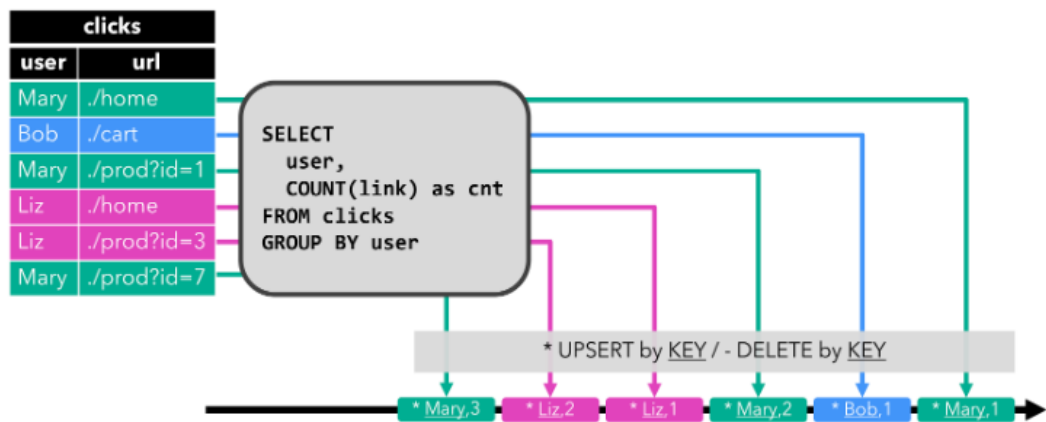 clicks
user url
Mary ./home
Bob ./cart
Mary ./prod?id=1
Liz ./home
Liz ./prod?id=3
Mary ./prod?id=7
SELECT
user,
COUNT(link) as cnt
FROM clicks
GROUP BY user
* UPSERT by KEY / - DELETE by KEY
* Mary,3 * Liz,2 * Liz,1 * Mary,2 * Bob,1 * Mary,1